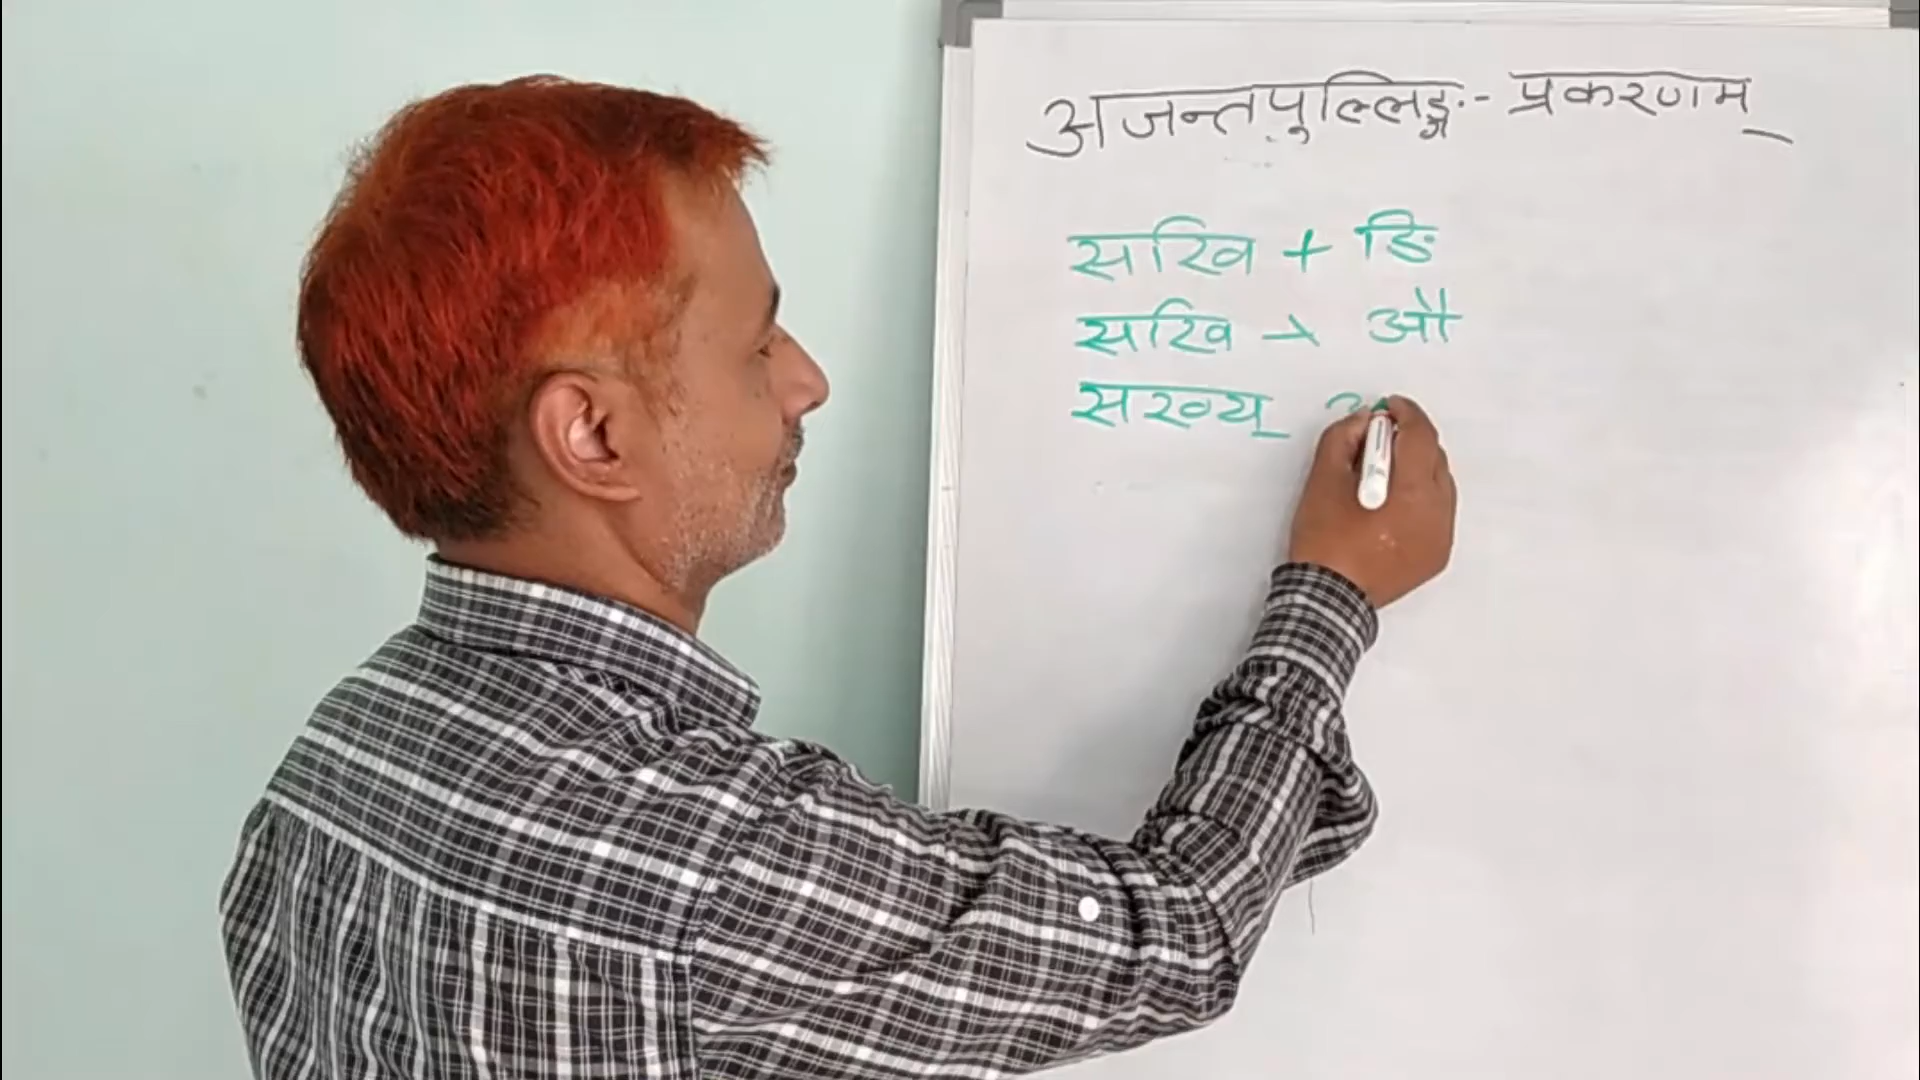 अजन्तपुल्लिङ्ग:- प्रकरणम्
सखि + ङि
सखि + औ
सख्य्